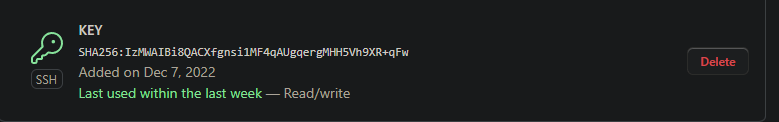 KEY
SHA256:IzMWAIBi8QACXfgnsi1MF4qAUgqergMHH5Vh9XR+qFw
SSH
Added on Dec 7, 2022
Last used within the last week — Read/write
Delete